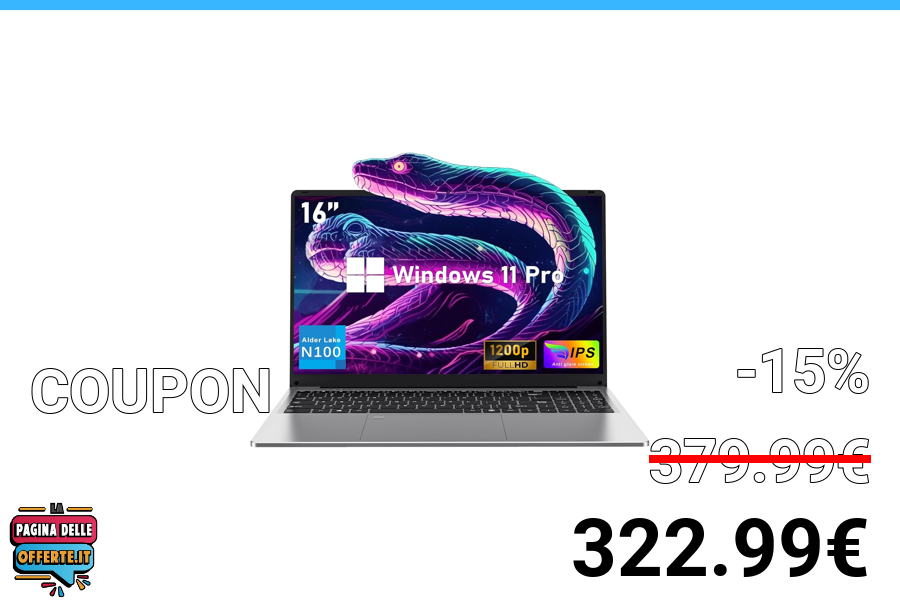 16”
Windows 11 Pro
Alder Lake
N100
1200p
FULL HD
IPS
COUPON
-15%
379.99€
322.99€
LA
PAGINA DELLE
OFFERTE.IT